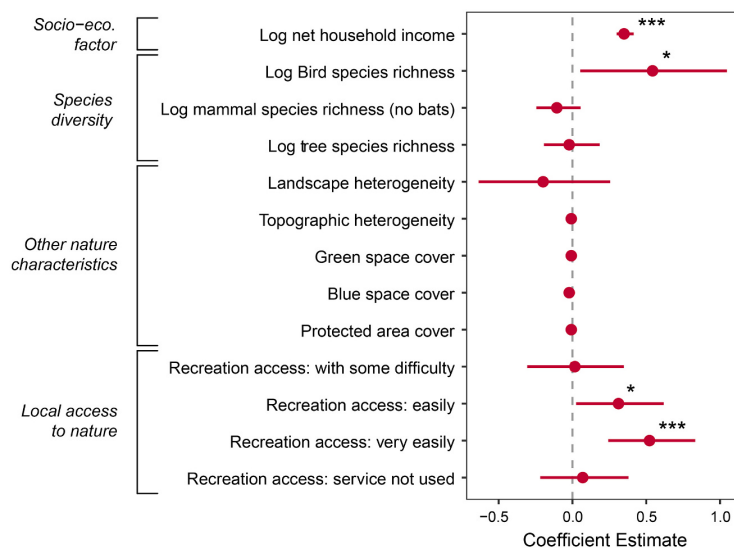 Socio−eco.
factor
Log net household income
***
Species
diversity
Log Bird species richness
*
Log mammal species richness (no bats)
Log tree species richness
Other nature
characteristics
Landscape heterogeneity
Topographic heterogeneity
Green space cover
Blue space cover
Protected area cover
Local access
to nature
Recreation access: with some difficulty
Recreation access: easily
*
Recreation access: very easily
***
Recreation access: service not used
−0.5 0.0 0.5 1.0
Coefficient Estimate